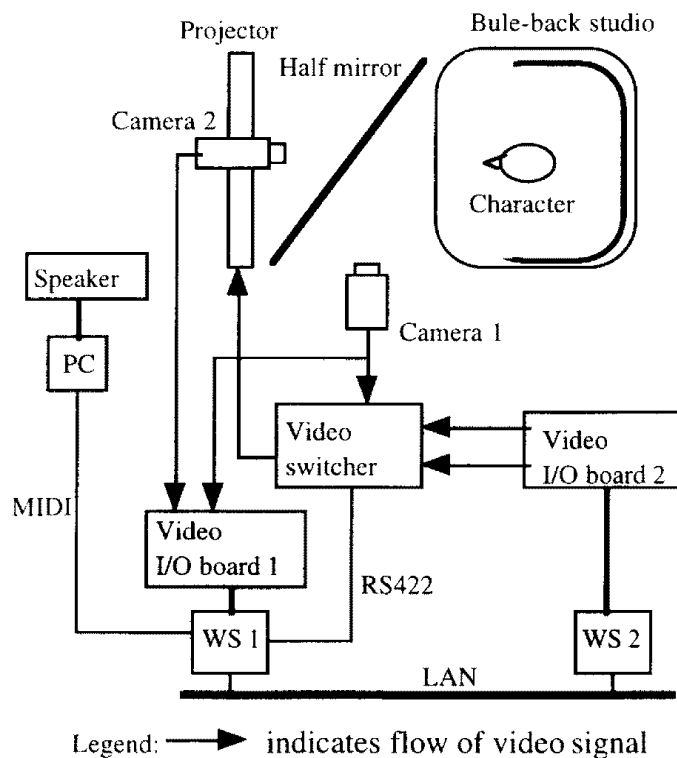 Projector
Bule-back studio
Half mirror
Camera 2
Character
Speaker
Camera 1
PC
Video
switcher
Video
I/O board 2
MIDI
Video
I/O board 1
RS422
WS 1
WS 2
LAN
Legend: indicates flow of video signal